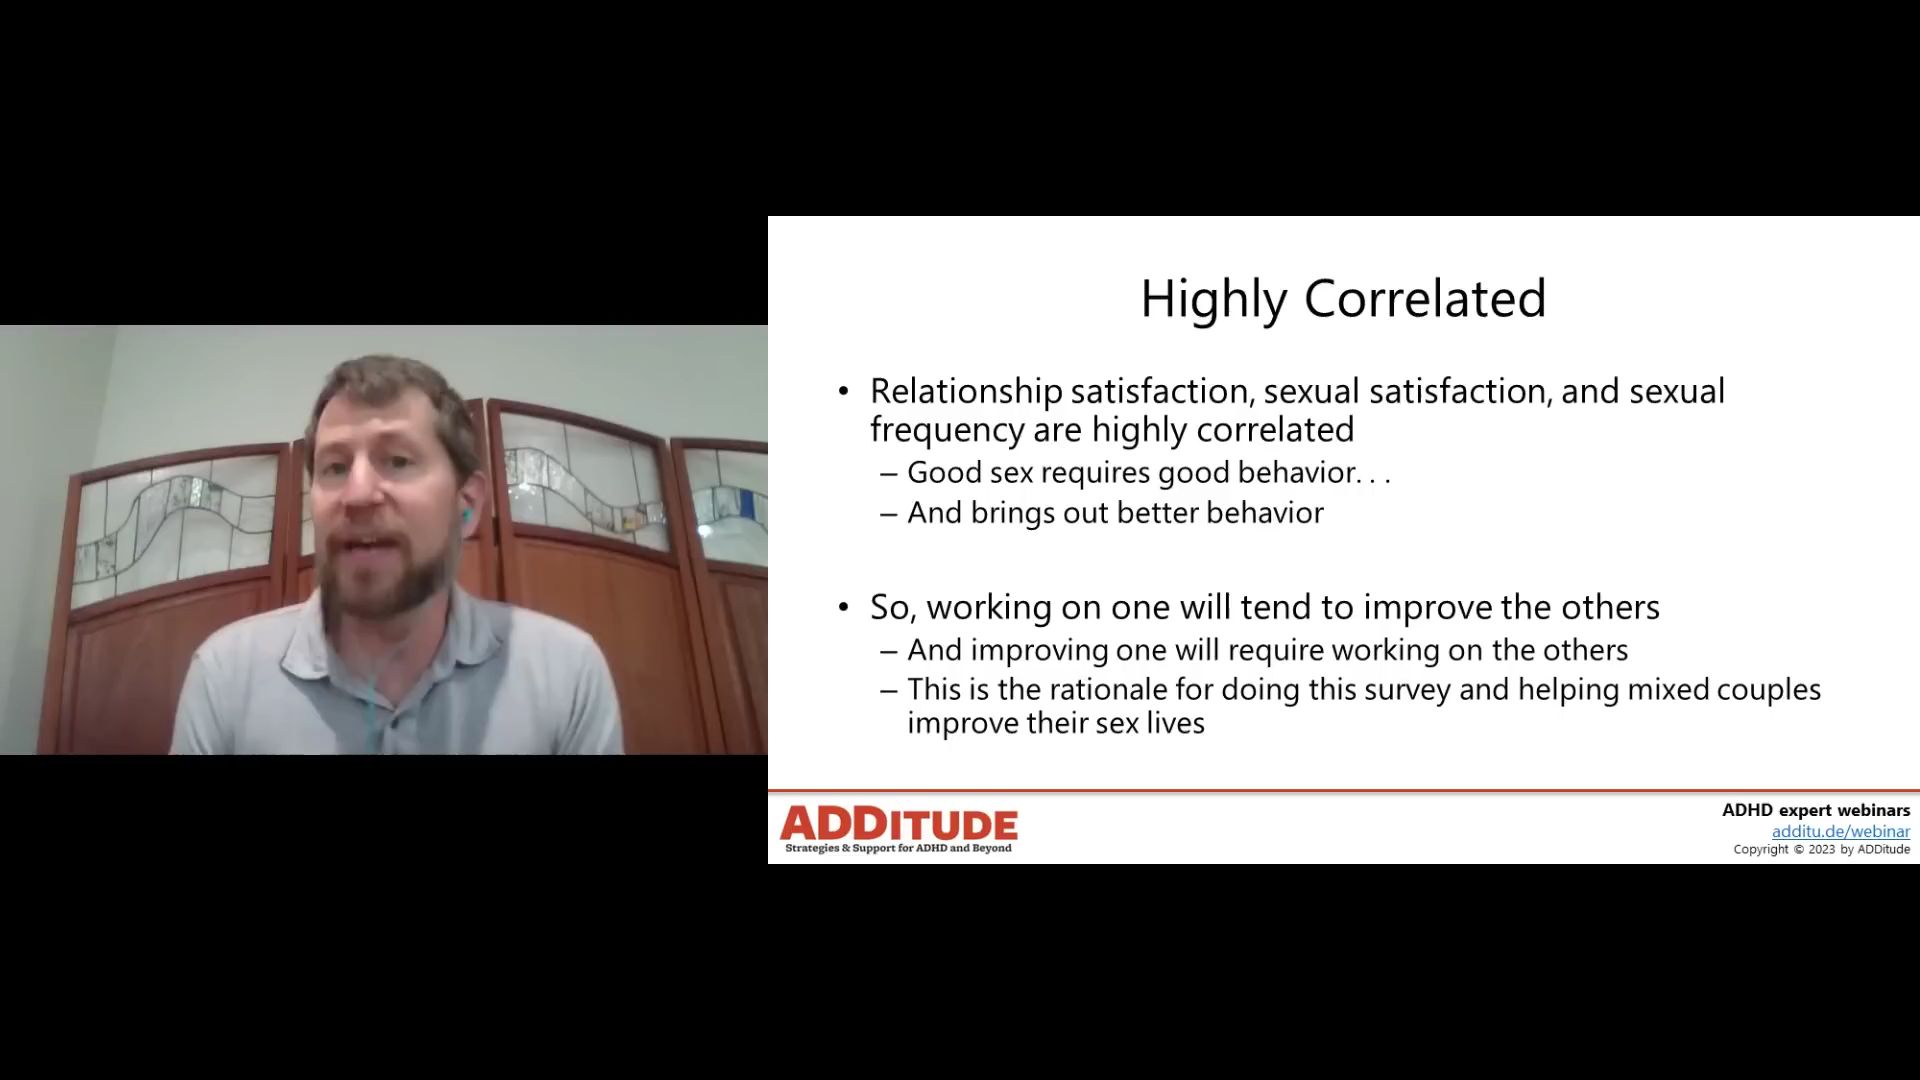 Highly Correlated
• Relationship satisfaction, sexual satisfaction, and sexual
frequency are highly correlated
– Good sex requires good behavior. . .
– And brings out better behavior
• So, working on one will tend to improve the others
– And improving one will require working on the others
– This is the rationale for doing this survey and helping mixed couples
improve their sex lives
ADDITUDE
Strategies & Support for ADHD and Beyond
ADHD expert webinars
additu.de/webinar
Copyright © 2023 by ADDitude